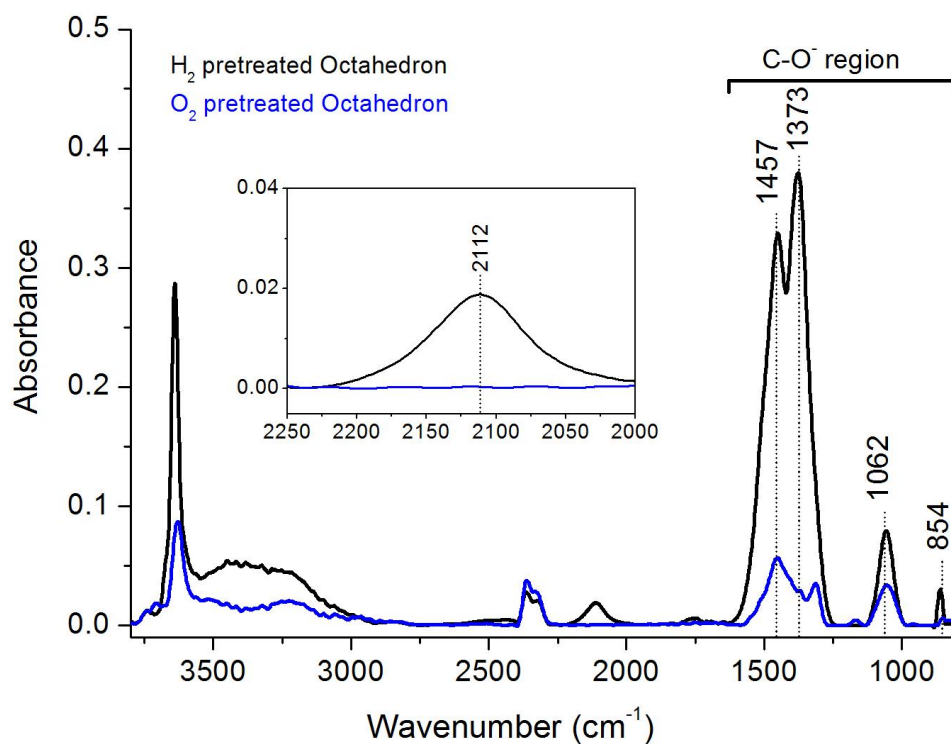 0.5
0.4
0.3
0.2
0.1
0.0
Absorbance
H₂ pretreated Octahedron
O₂ pretreated Octahedron
C-O⁻ region
1457
1373
1062
854
0.04
0.02
0.00
2112
2250 2200 2150 2100 2050 2000
3500 3000 2500 2000 1500 1000
Wavenumber (cm⁻¹)